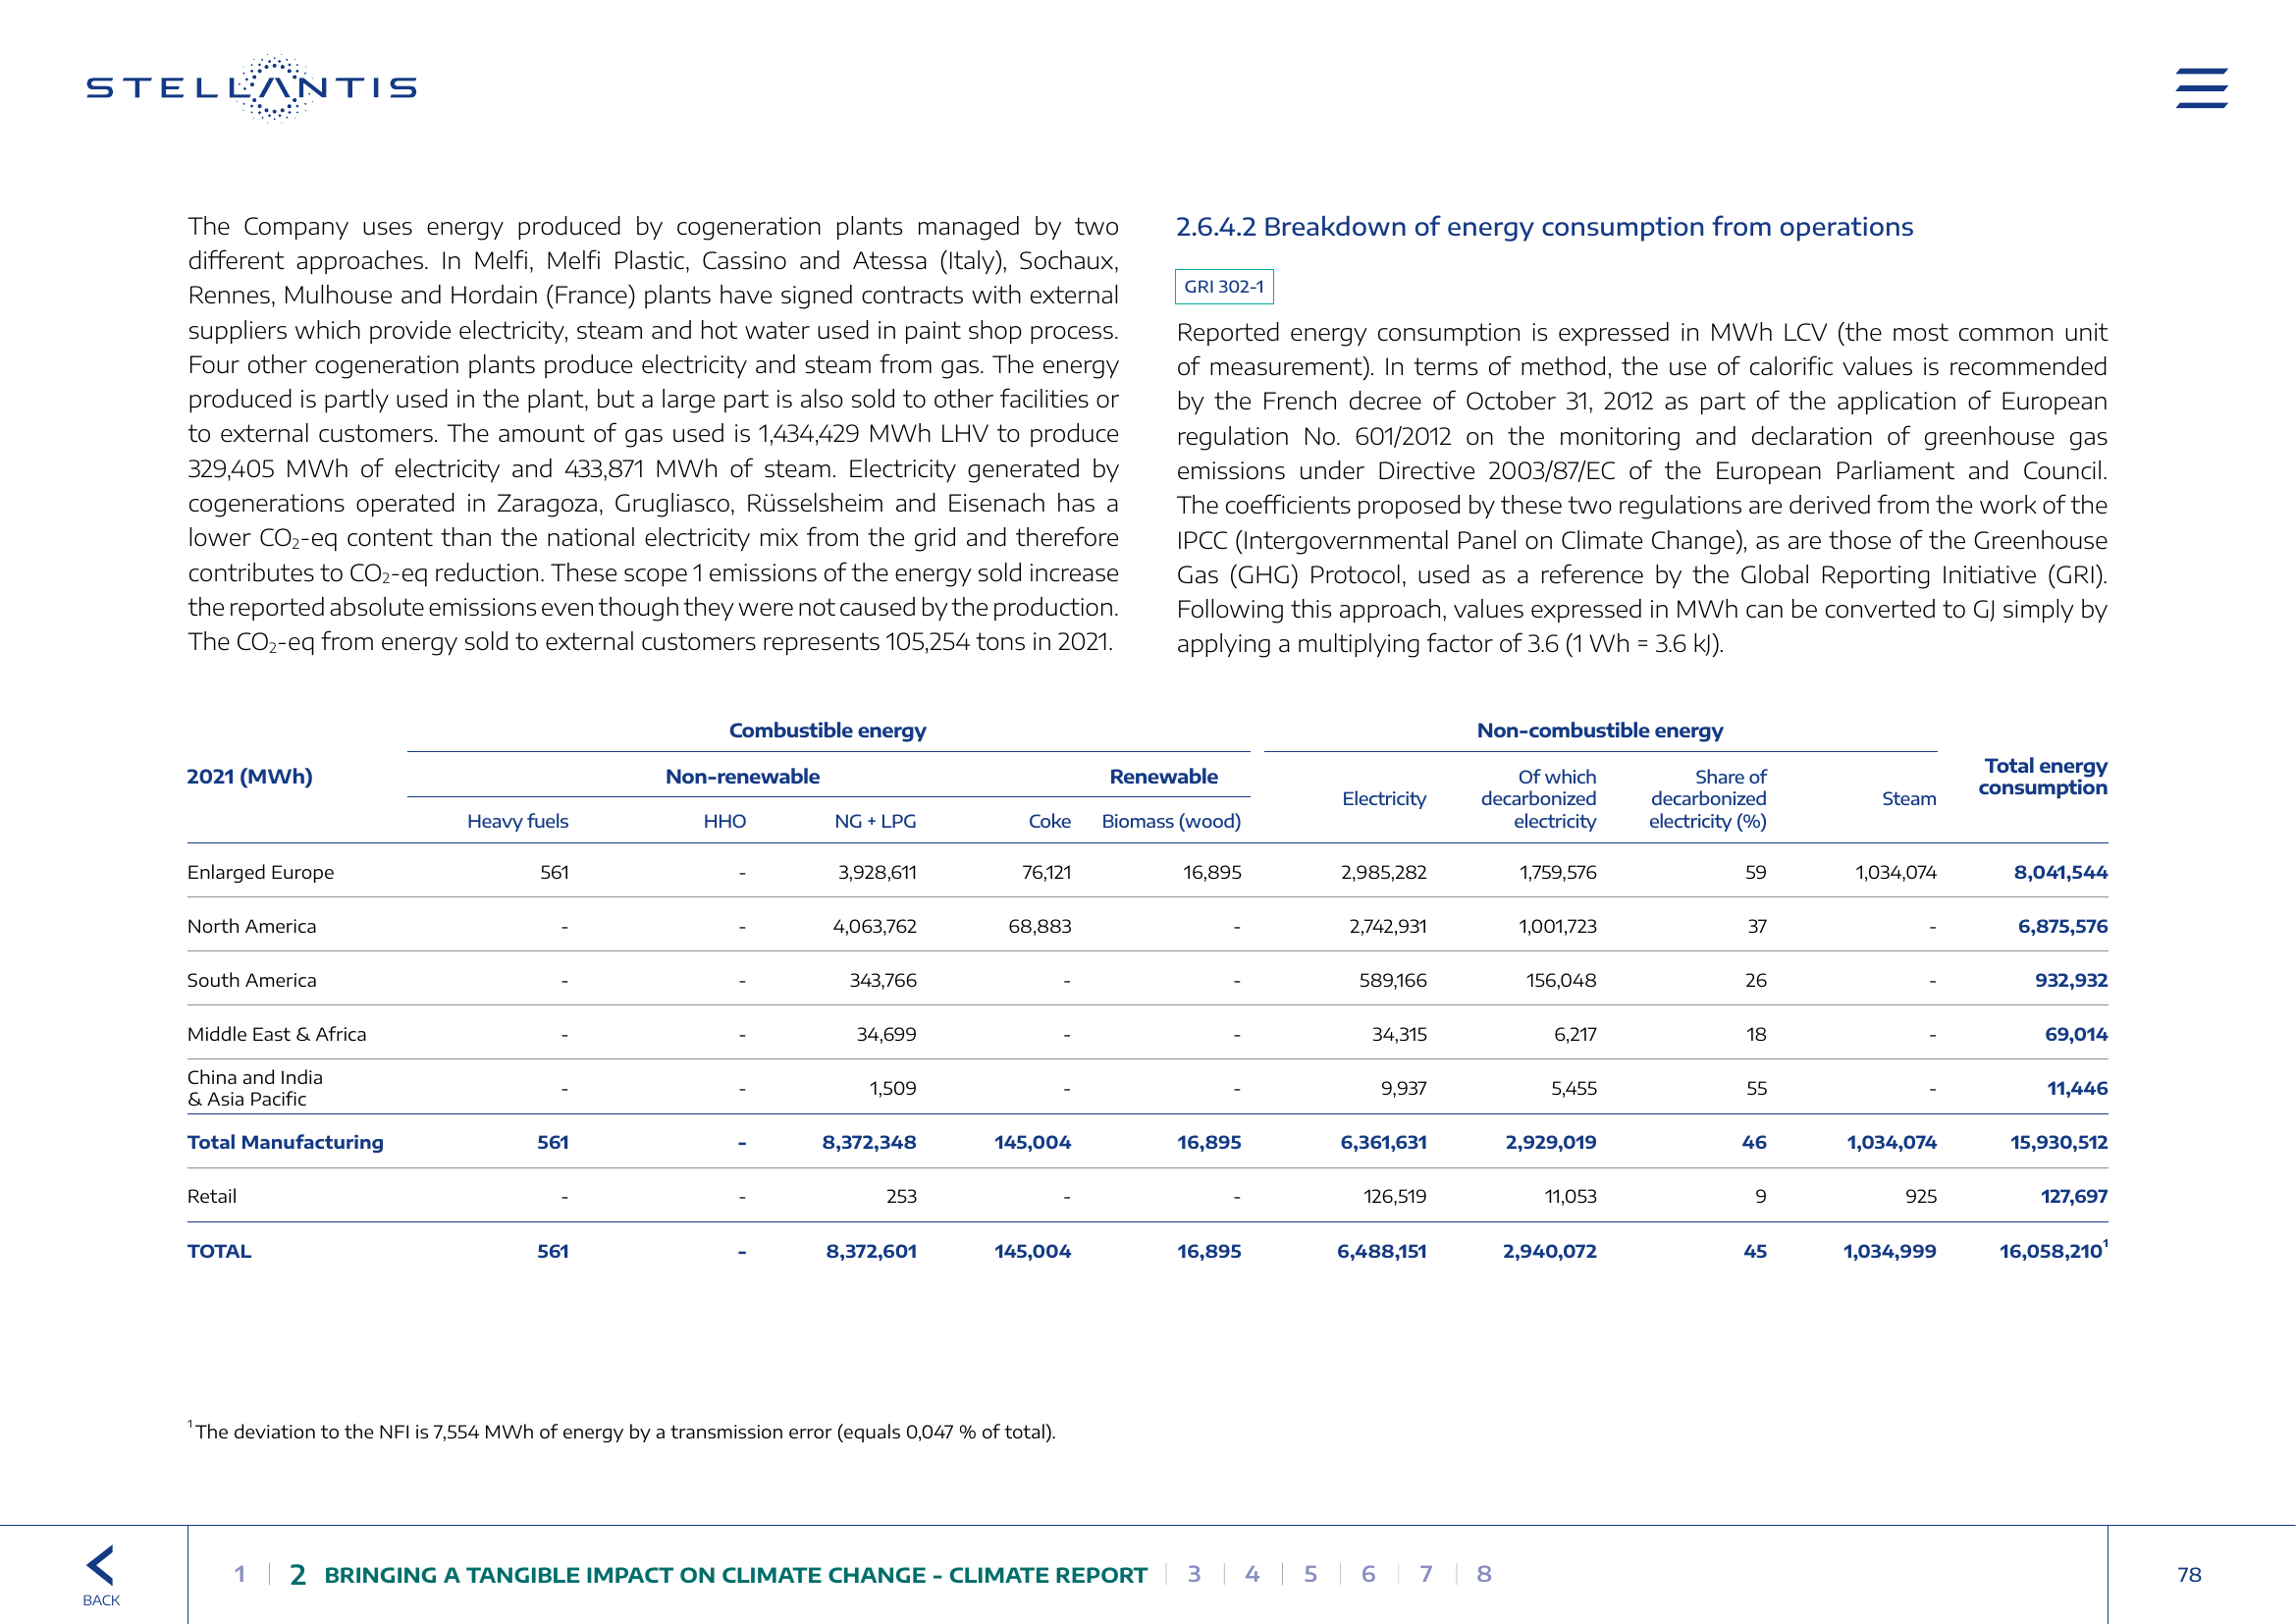 STELLANTIS
The Company uses energy produced by cogeneration plants managed by two
different approaches. In Melfi, Melfi Plastic, Cassino and Atessa (Italy), Sochaux,
Rennes, Mulhouse and Hordain (France) plants have signed contracts with external
suppliers which provide electricity, steam and hot water used in paint shop process.
Four other cogeneration plants produce electricity and steam from gas. The energy
produced is partly used in the plant, but a large part is also sold to other facilities or
to external customers. The amount of gas used is 1,434,429 MWh LHV to produce
329,405 MWh of electricity and 433,871 MWh of steam. Electricity generated by
cogenerations operated in Zaragoza, Grugliasco, Rüsselsheim and Eisenach has a
lower CO₂-eq content than the national electricity mix from the grid and therefore
contributes to CO₂-eq reduction. These scope 1 emissions of the energy sold increase
the reported absolute emissions even though they were not caused by the production.
The CO₂-eq from energy sold to external customers represents 105,254 tons in 2021.
2.6.4.2 Breakdown of energy consumption from operations
GRI 302-1
Reported energy consumption is expressed in MWh LCV (the most common unit
of measurement). In terms of method, the use of calorific values is recommended
by the French decree of October 31, 2012 as part of the application of European
regulation No. 601/2012 on the monitoring and declaration of greenhouse gas
emissions under Directive 2003/87/EC of the European Parliament and Council.
The coefficients proposed by these two regulations are derived from the work of the
IPCC (Intergovernmental Panel on Climate Change), as are those of the Greenhouse
Gas (GHG) Protocol, used as a reference by the Global Reporting Initiative (GRI).
Following this approach, values expressed in MWh can be converted to GJ simply by
applying a multiplying factor of 3.6 (1 Wh = 3.6 kJ).
Combustible energy Non-combustible energy
2021 (MWh) Non-renewable Renewable Electricity Of which decarbonized electricity Share of decarbonized electricity (%) Steam Total energy consumption
Heavy fuels HHO NG + LPG Coke Biomass (wood)
Enlarged Europe 561 - 3,928,611 76,121 16,895 2,985,282 1,759,576 59 1,034,074 8,041,544
North America - - 4,063,762 68,883 - 2,742,931 1,001,723 37 - 6,875,576
South America - - 343,766 - - 589,166 156,048 26 - 932,932
Middle East & Africa - - 34,699 - - 34,315 6,217 18 - 69,014
China and India
& Asia Pacific - - 1,509 - - 9,937 5,455 55 - 11,446
Total Manufacturing 561 - 8,372,348 145,004 16,895 6,361,631 2,929,019 46 1,034,074 15,930,512
Retail - - 253 - - 126,519 11,053 9 925 127,697
TOTAL 561 - 8,372,601 145,004 16,895 6,488,151 2,940,072 45 1,034,999 16,058,210¹
¹ The deviation to the NFI is 7,554 MWh of energy by a transmission error (equals 0,047 % of total).
BACK
1 2 BRINGING A TANGIBLE IMPACT ON CLIMATE CHANGE - CLIMATE REPORT 3 4 5 6 7 8
78